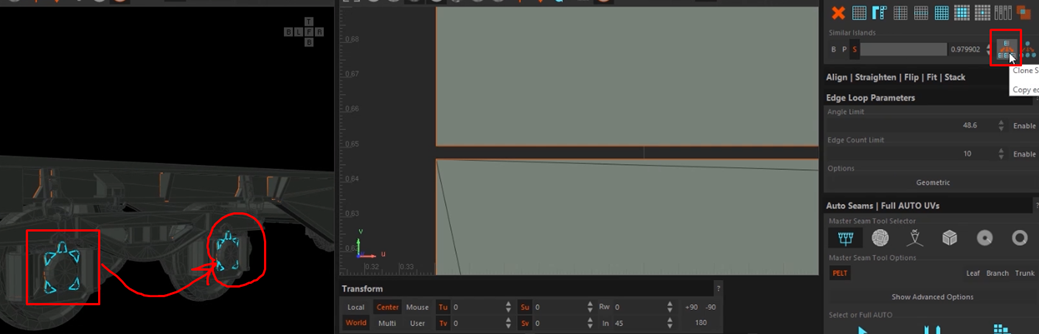 T
B L F R
B
0,68
0,67
0,66
0,65
0,64
0,63
0.32 0.33
v
u
Transform ?
Local Center Mouse Tu 0 Su 0 Rw 0 +90 -90
World Multi User Tv 0 Sv 0 In 45 180
Similar Islands
B P S 0.979902
Clone S
Copy ed
Align | Straighten | Flip | Fit | Stack
Edge Loop Parameters
Angle Limit
48.6 Enable
Edge Count Limit
10 Enable
Options
Geometric
Auto Seams | Full AUTO UVs ?
Master Seam Tool Selector
Master Seam Tool Options
PELT Leaf Branch Trunk
Show Advanced Options
Select or Full AUTO